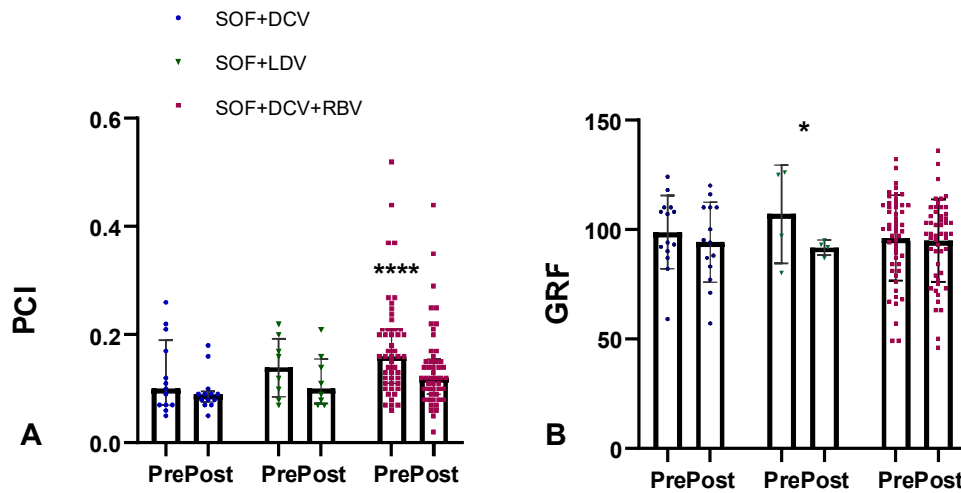 SOF+DCV
SOF+LDV
SOF+DCV+RBV
0.6
0.4
0.2
0.0
PCI
****
A
PrePost PrePost PrePost
150
100
50
0
GRF
*
B
PrePost PrePost PrePost